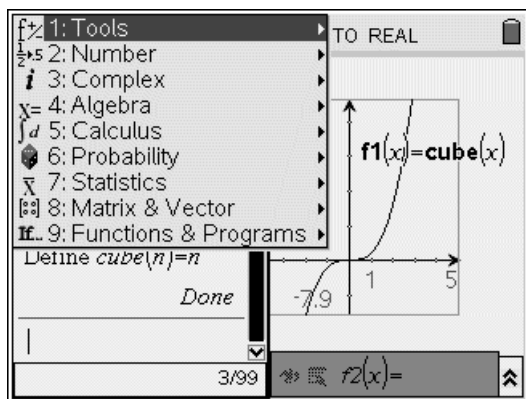 1: Tools
2: Number
3: Complex
4: Algebra
5: Calculus
6: Probability
7: Statistics
8: Matrix & Vector
9: Functions & Programs
TO REAL
f1(x)=cube(x)
Define cube(n)=n
Done
1
5
-7.9
3/99
f2(x)=